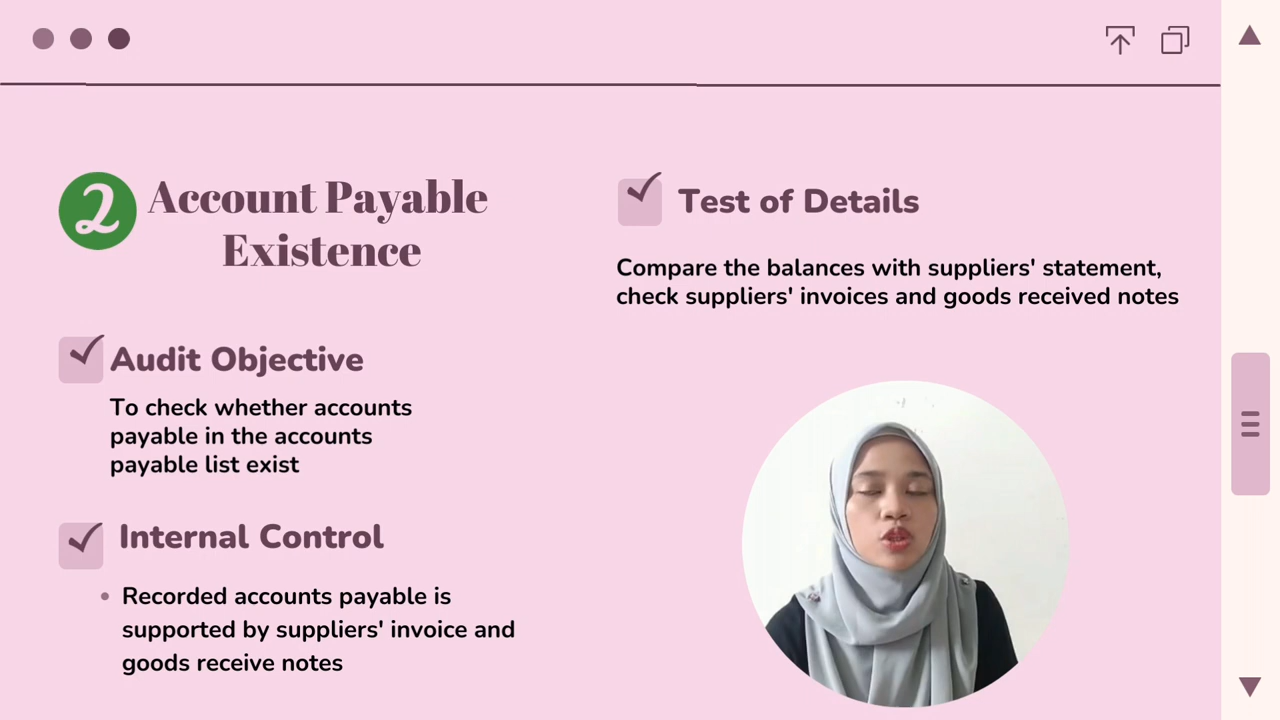 2
Account Payable
Existence
Audit Objective
To check whether accounts
payable in the accounts
payable list exist
Internal Control
• Recorded accounts payable is
supported by suppliers' invoice and
goods receive notes
Test of Details
Compare the balances with suppliers' statement,
check suppliers' invoices and goods received notes